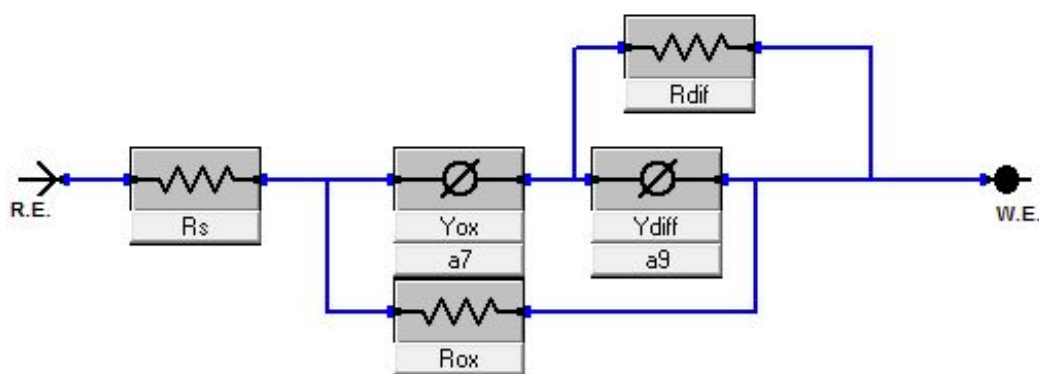 Rdif
R.E.
Rs
Yox
a7
Ydiff
a9
W.E.
Rox